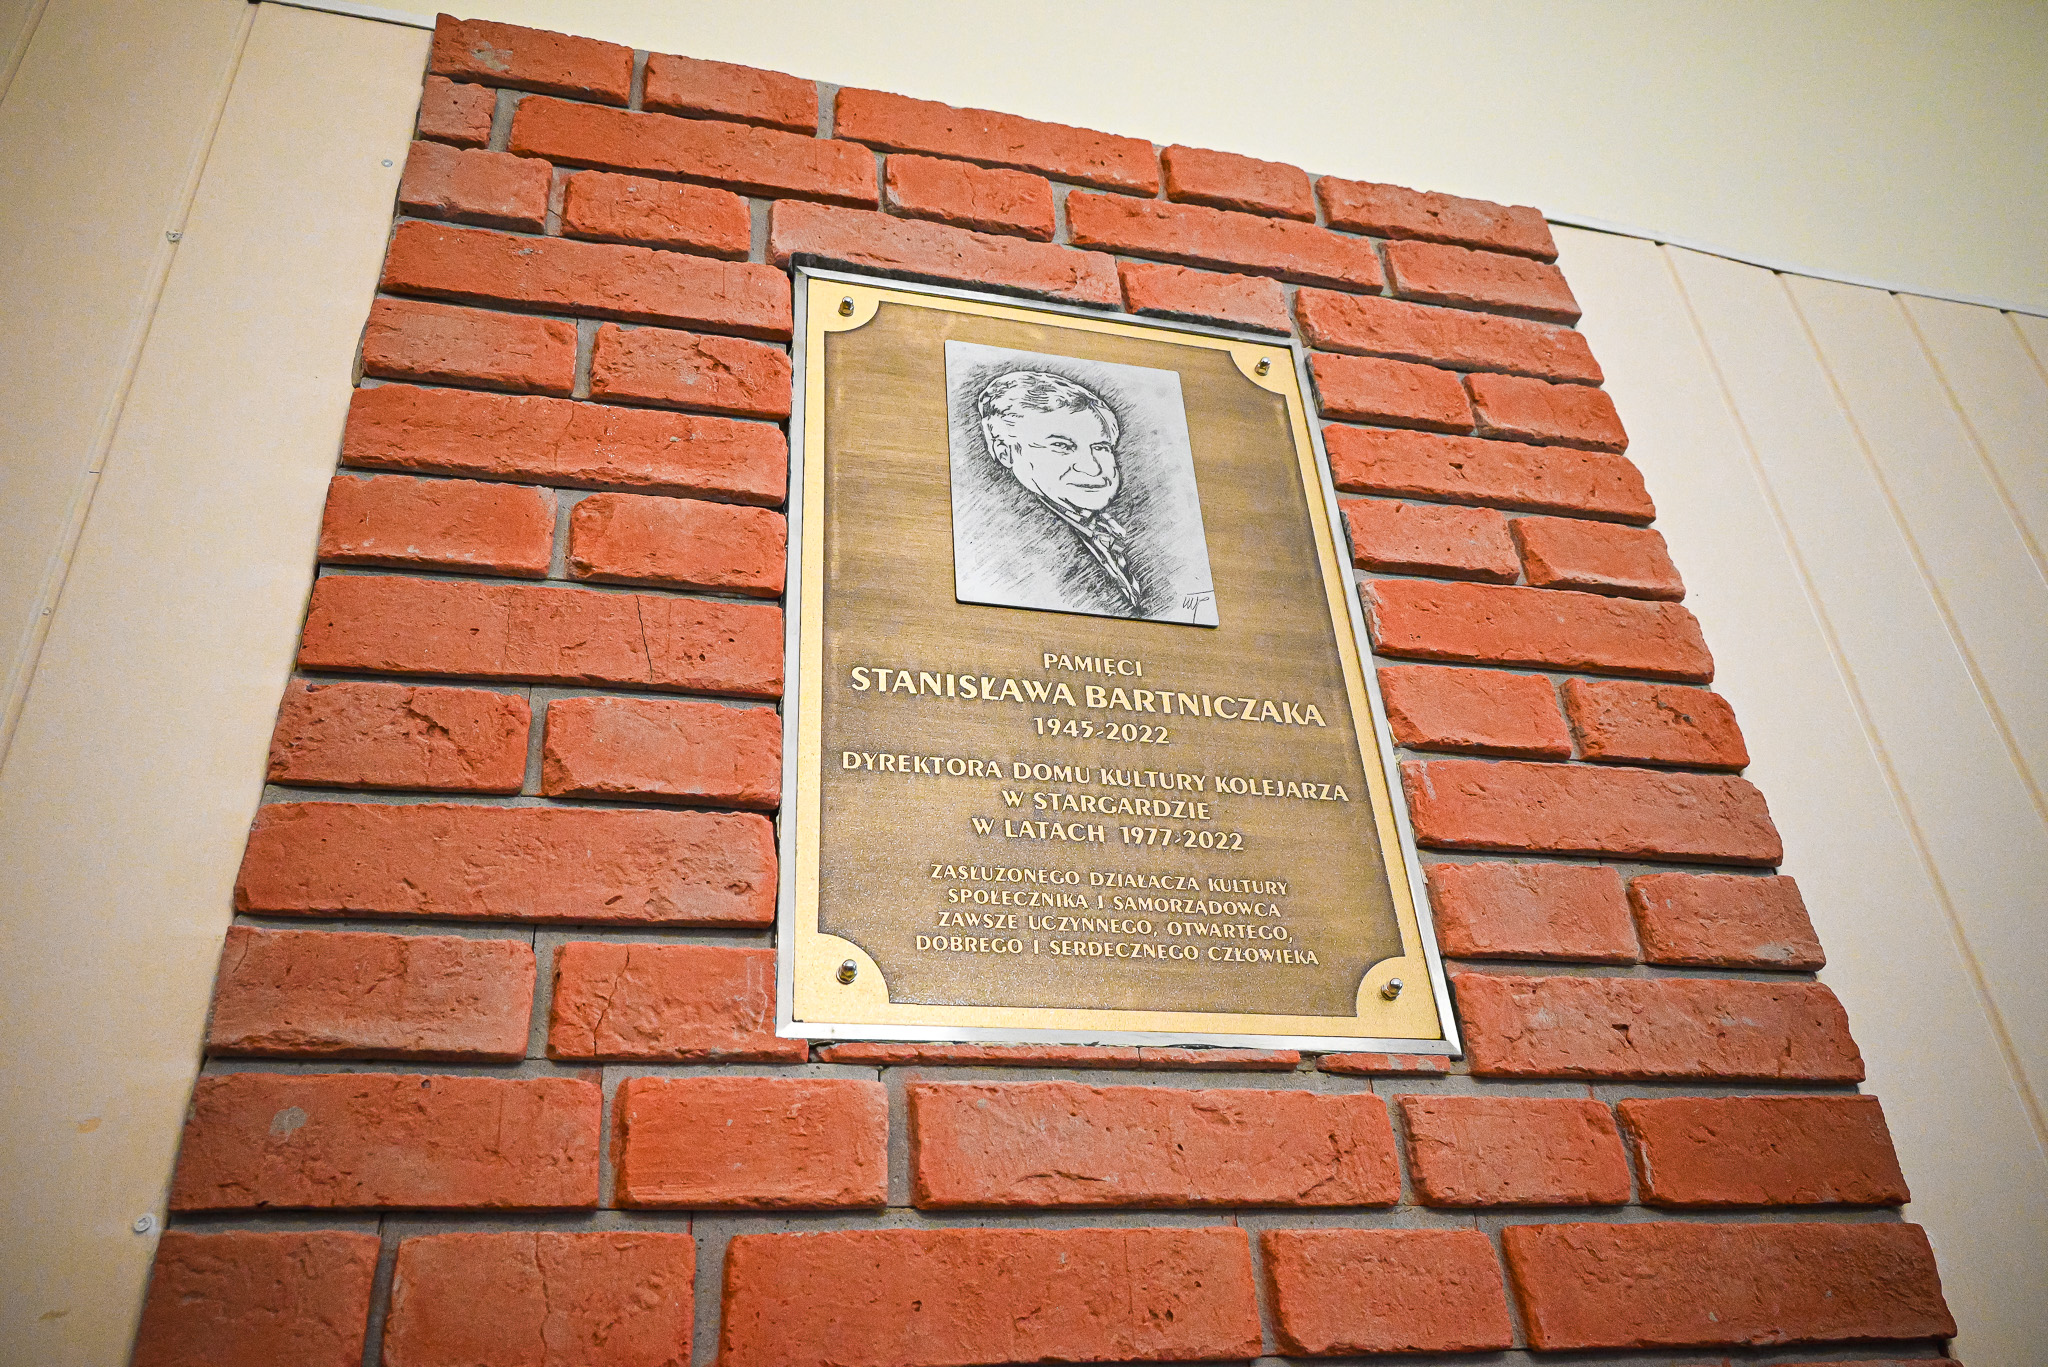 PAMIĘCI
STANISŁAWA BARTNICZAKA
1945-2022
DYREKTORA DOMU KULTURY KOLEJARZA
W STARGARDZIE
W LATACH 1977-2022
ZASŁUŻONEGO DZIAŁACZA KULTURY
SPOŁECZNIKA I SAMORZĄDOWCA
ZAWSZE UCZYNNEGO, OTWARTEGO,
DOBREGO I SERDECZNEGO CZŁOWIEKA